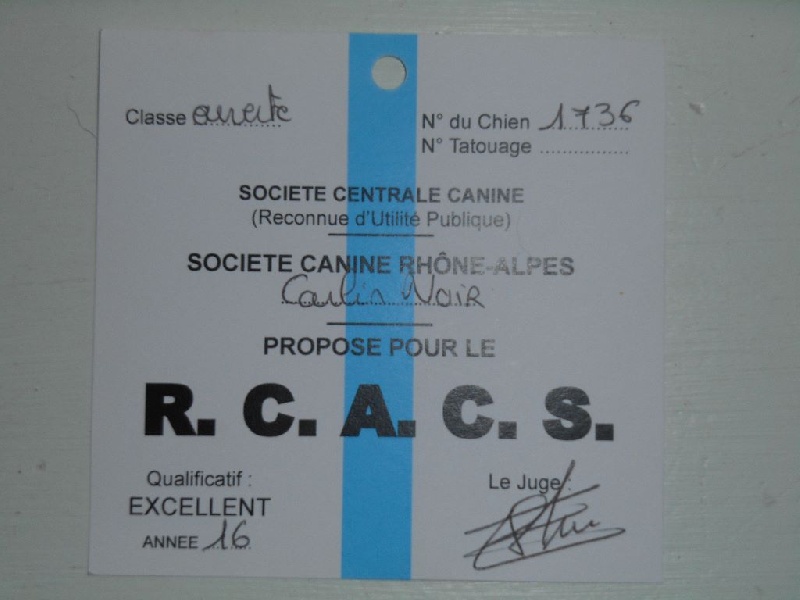 Classe ouverte
N° du Chien 1736
N° Tatouage
SOCIETE CENTRALE CANINE
(Reconnue d'Utilité Publique)
SOCIETE CANINE RHÔNE-ALPES
Carlin Noir
PROPOSE POUR LE
R. C. A. C. S.
Qualificatif :
EXCELLENT
ANNEE 16
Le Juge :